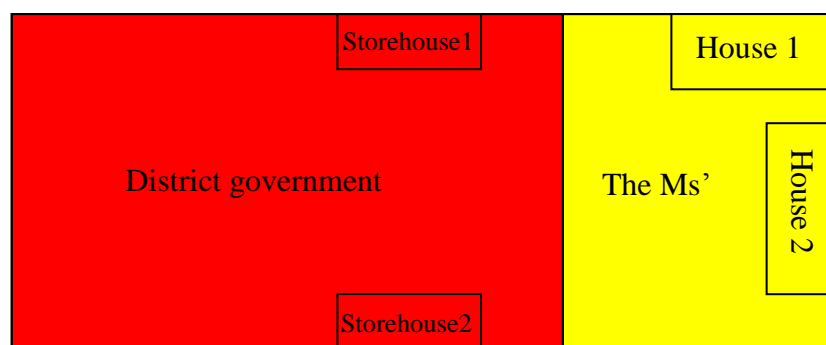 Storehouse1
House 1
District government
The Ms’
House 2
Storehouse2